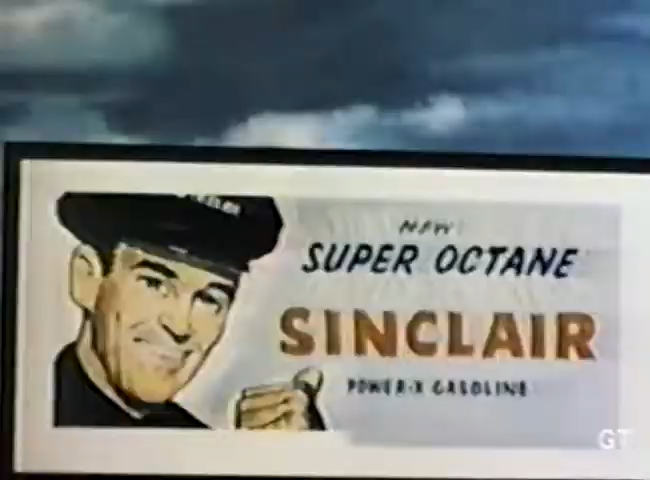 NEW!
SUPER OCTANE
SINCLAIR
POWER-X GASOLINE
GT